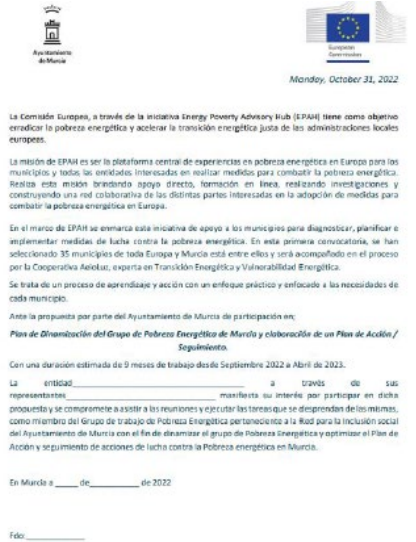 Ayuntamiento
de Murcia
European
Commission
Monday, October 31, 2022
La Comisión Europea, a través de la iniciativa Energy Poverty Advisory Hub (EPAH) tiene como objetivo
erradicar la pobreza energética y acelerar la transición energética justa de las administraciones locales
europeas.
La misión de EPAH es ser la plataforma central de experiencias en pobreza energética en Europa para los
municipios y todas las entidades interesadas en realizar medidas para combatir la pobreza energética.
Realiza esta misión brindando apoyo directo, formación en línea, realizando investigaciones y
construyendo una red colaborativa de las distintas partes interesadas en la adopción de medidas para
combatir la pobreza energética en Europa.
En el marco de EPAH se enmarca esta iniciativa de apoyo a los municipios para diagnosticar, planificar e
implementar medidas de lucha contra la pobreza energética. En esta primera convocatoria, se han
seleccionado 35 municipios de toda Europa y Murcia está entre ellos y será acompañado en el proceso
por la Cooperativa Aeioluz, experta en Transición Energética y Vulnerabilidad Energética.
Se trata de un proceso de aprendizaje y acción con un enfoque práctico y enfocado a las necesidades de
cada municipio.
Ante la propuesta por parte del Ayuntamiento de Murcia de participación en;
Plan de Dinamización del Grupo de Pobreza Energética de Murcia y elaboración de un Plan de Acción /
Seguimiento.
Con una duración estimada de 9 meses de trabajo desde Septiembre 2022 a Abril de 2023.
La entidad____________________ a través de sus
representantes____________________ manifiesta su interés por participar en dicha
propuesta y se compromete a asistir a las reuniones y ejecutar las tareas que se desprendan de las mismas,
como miembro del Grupo de trabajo de Pobreza Energética perteneciente a la Red para la Inclusión social
del Ayuntamiento de Murcia con el fin de dinamizar el grupo de Pobreza Energética y optimizar el Plan de
Acción y seguimiento de acciones de lucha contra la Pobreza energética en Murcia.
En Murcia a _____ de__________ de 2022
Fdo:____________